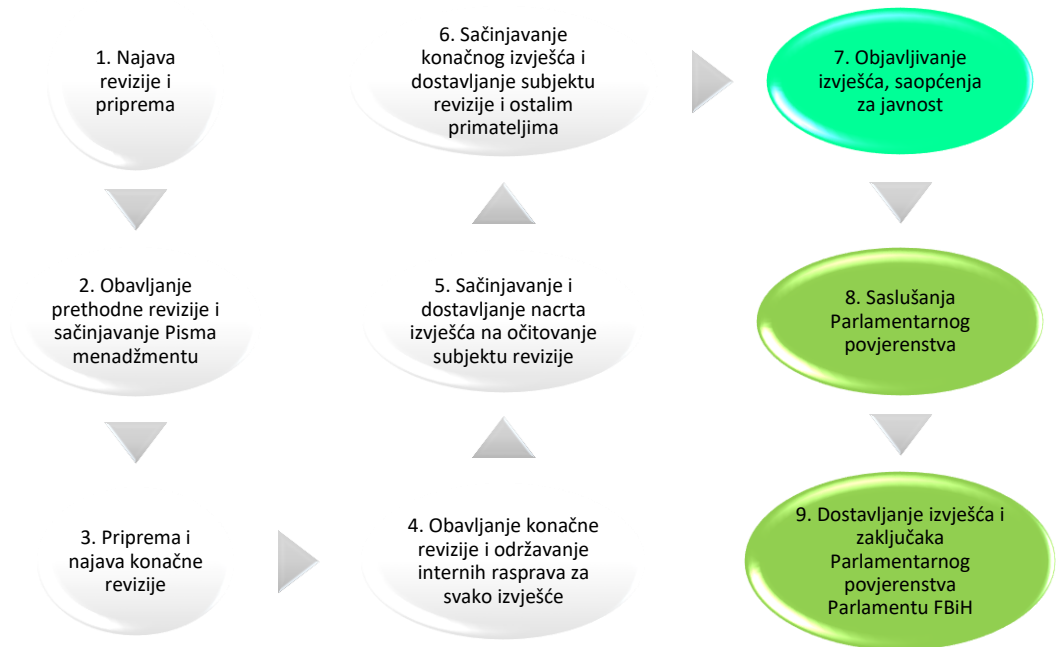 1. Najava
revizije i
priprema
2. Obavljanje
prethodne revizije i
sačinjavanje Pisma
menadžmentu
3. Priprema i
najava konačne
revizije
4. Obavljanje konačne
revizije i održavanje
internih rasprava za
svako izvješće
5. Sačinjavanje i
dostavljanje nacrta
izvješća na očitovanje
subjektu revizije
6. Sačinjavanje
konačnog izvješća i
dostavljanje subjektu
revizije i ostalim
primateljima
7. Objavljivanje
izvješća, saopćenja
za javnost
8. Saslušanja
Parlamentarnog
povjerenstva
9. Dostavljanje izvješća i
zaključaka
Parlamentarnog
povjerenstva
Parlamentu FBiH